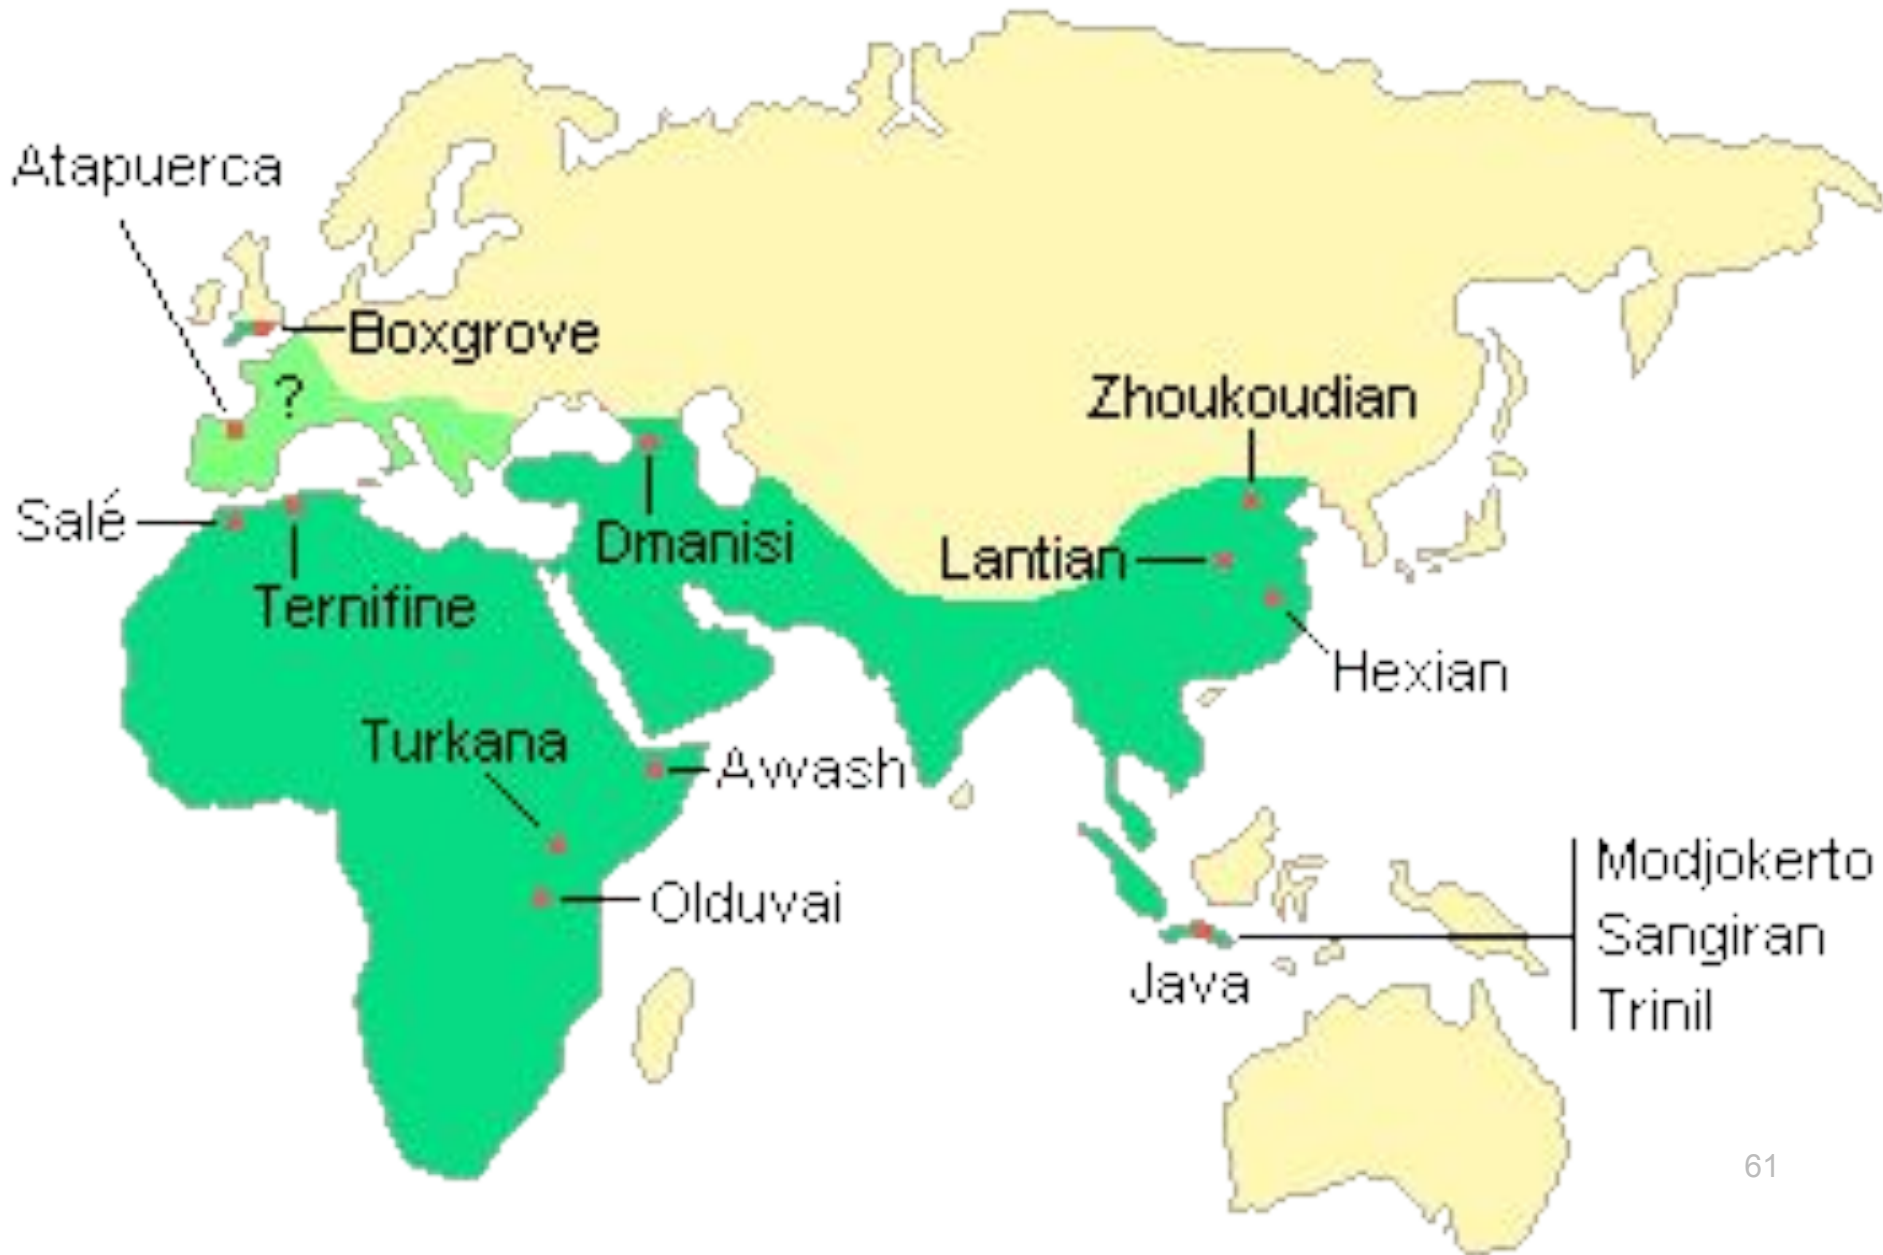 Atapuerca
Boxgrove
?
Zhoukoudian
Salé
Dmanisi
Lantian
Ternifine
Hexian
Turkana
Awash
Olduvai
Modjokerto
Sangiran
Java
Trinil
61